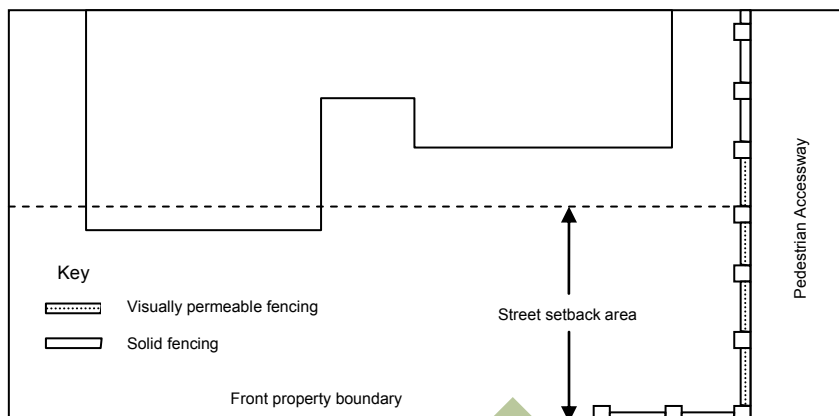 Pedestrian Accessway
Key
Visually permeable fencing
Solid fencing
Street setback area
Front property boundary